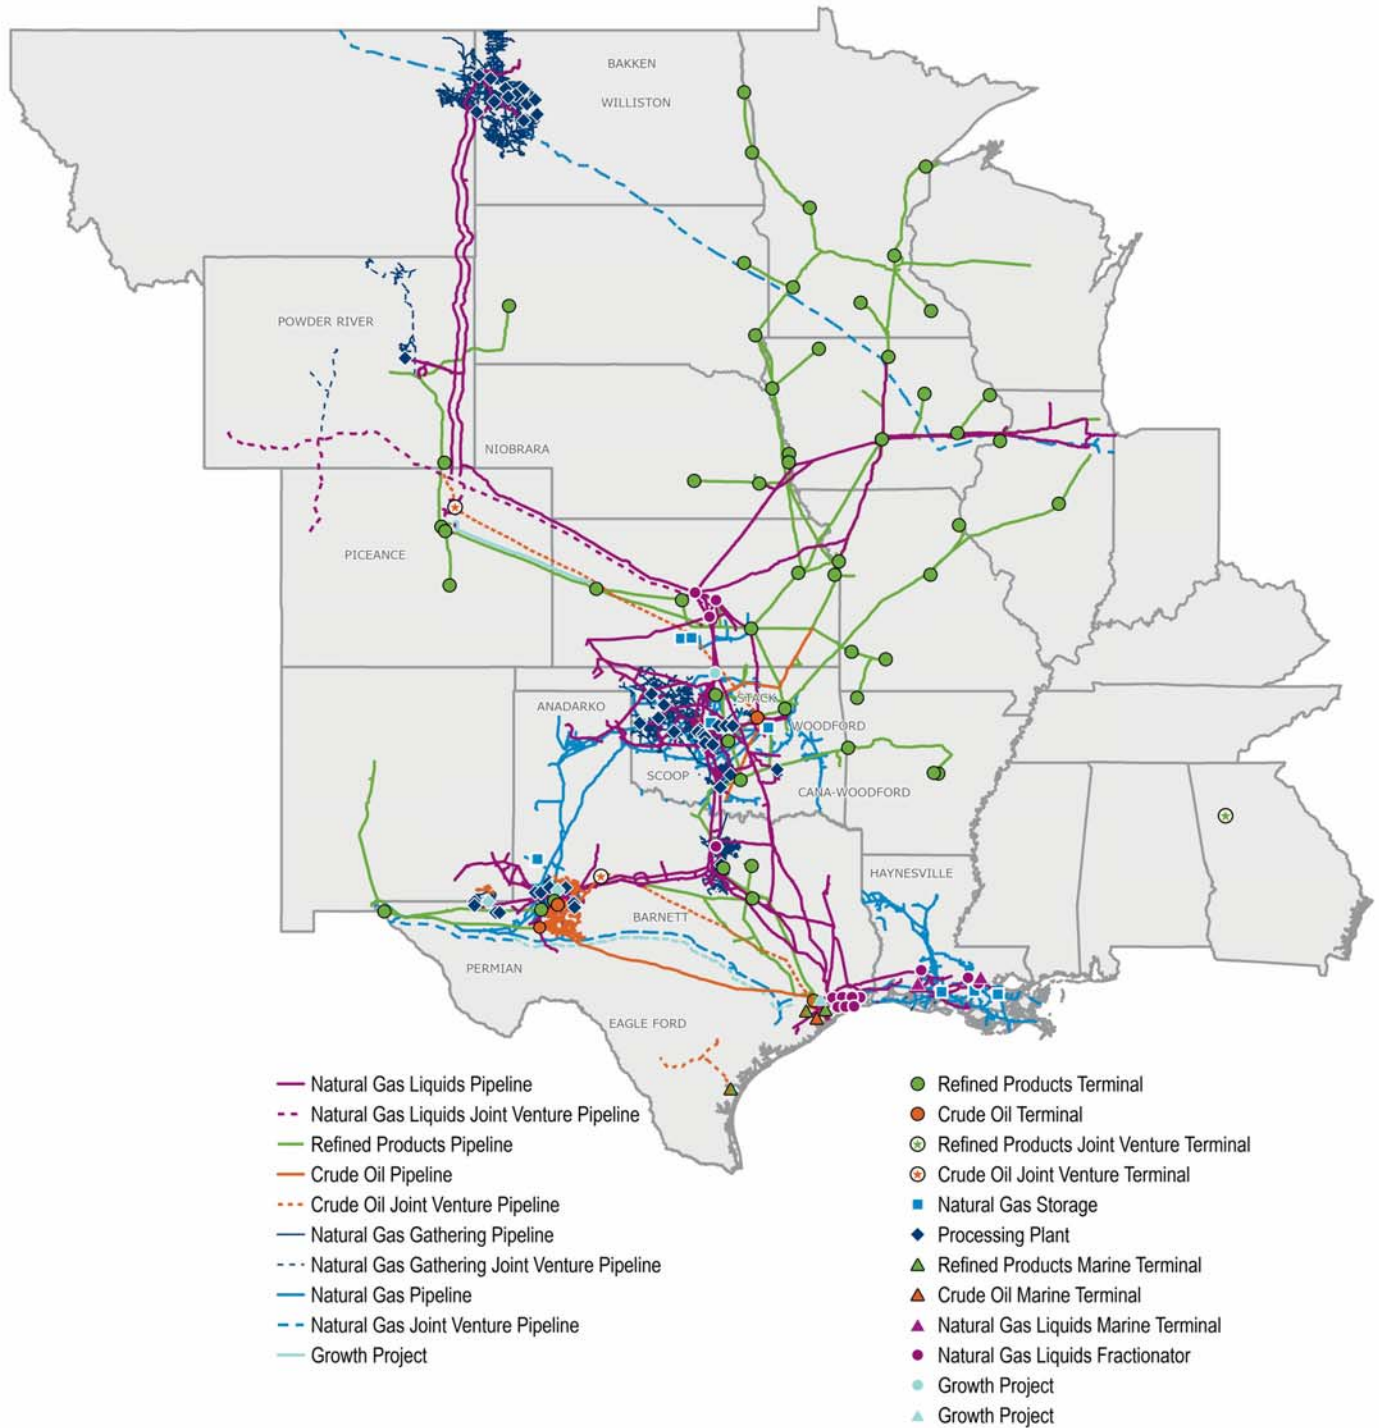 BAKKEN
WILLISTON
POWDER RIVER
NIOBRARA
PICEANCE
ANADARKO
STACK
WOODFORD
SCOOP
CANA-WOODFORD
HAYNESVILLE
BARNETT
PERMIAN
EAGLE FORD
Natural Gas Liquids Pipeline
Natural Gas Liquids Joint Venture Pipeline
Refined Products Pipeline
Crude Oil Pipeline
Crude Oil Joint Venture Pipeline
Natural Gas Gathering Pipeline
Natural Gas Gathering Joint Venture Pipeline
Natural Gas Pipeline
Natural Gas Joint Venture Pipeline
Growth Project
Refined Products Terminal
Crude Oil Terminal
Refined Products Joint Venture Terminal
Crude Oil Joint Venture Terminal
Natural Gas Storage
Processing Plant
Refined Products Marine Terminal
Crude Oil Marine Terminal
Natural Gas Liquids Marine Terminal
Natural Gas Liquids Fractionator
Growth Project
Growth Project